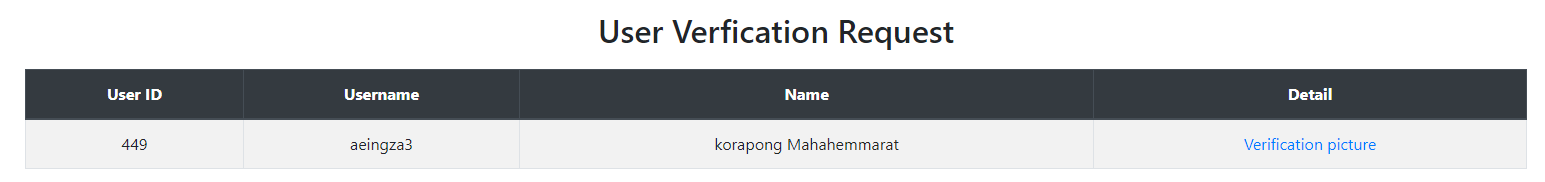 User Verfication Request
User ID Username Name Detail
449 aeingza3 korapong Mahahemmarat Verification picture